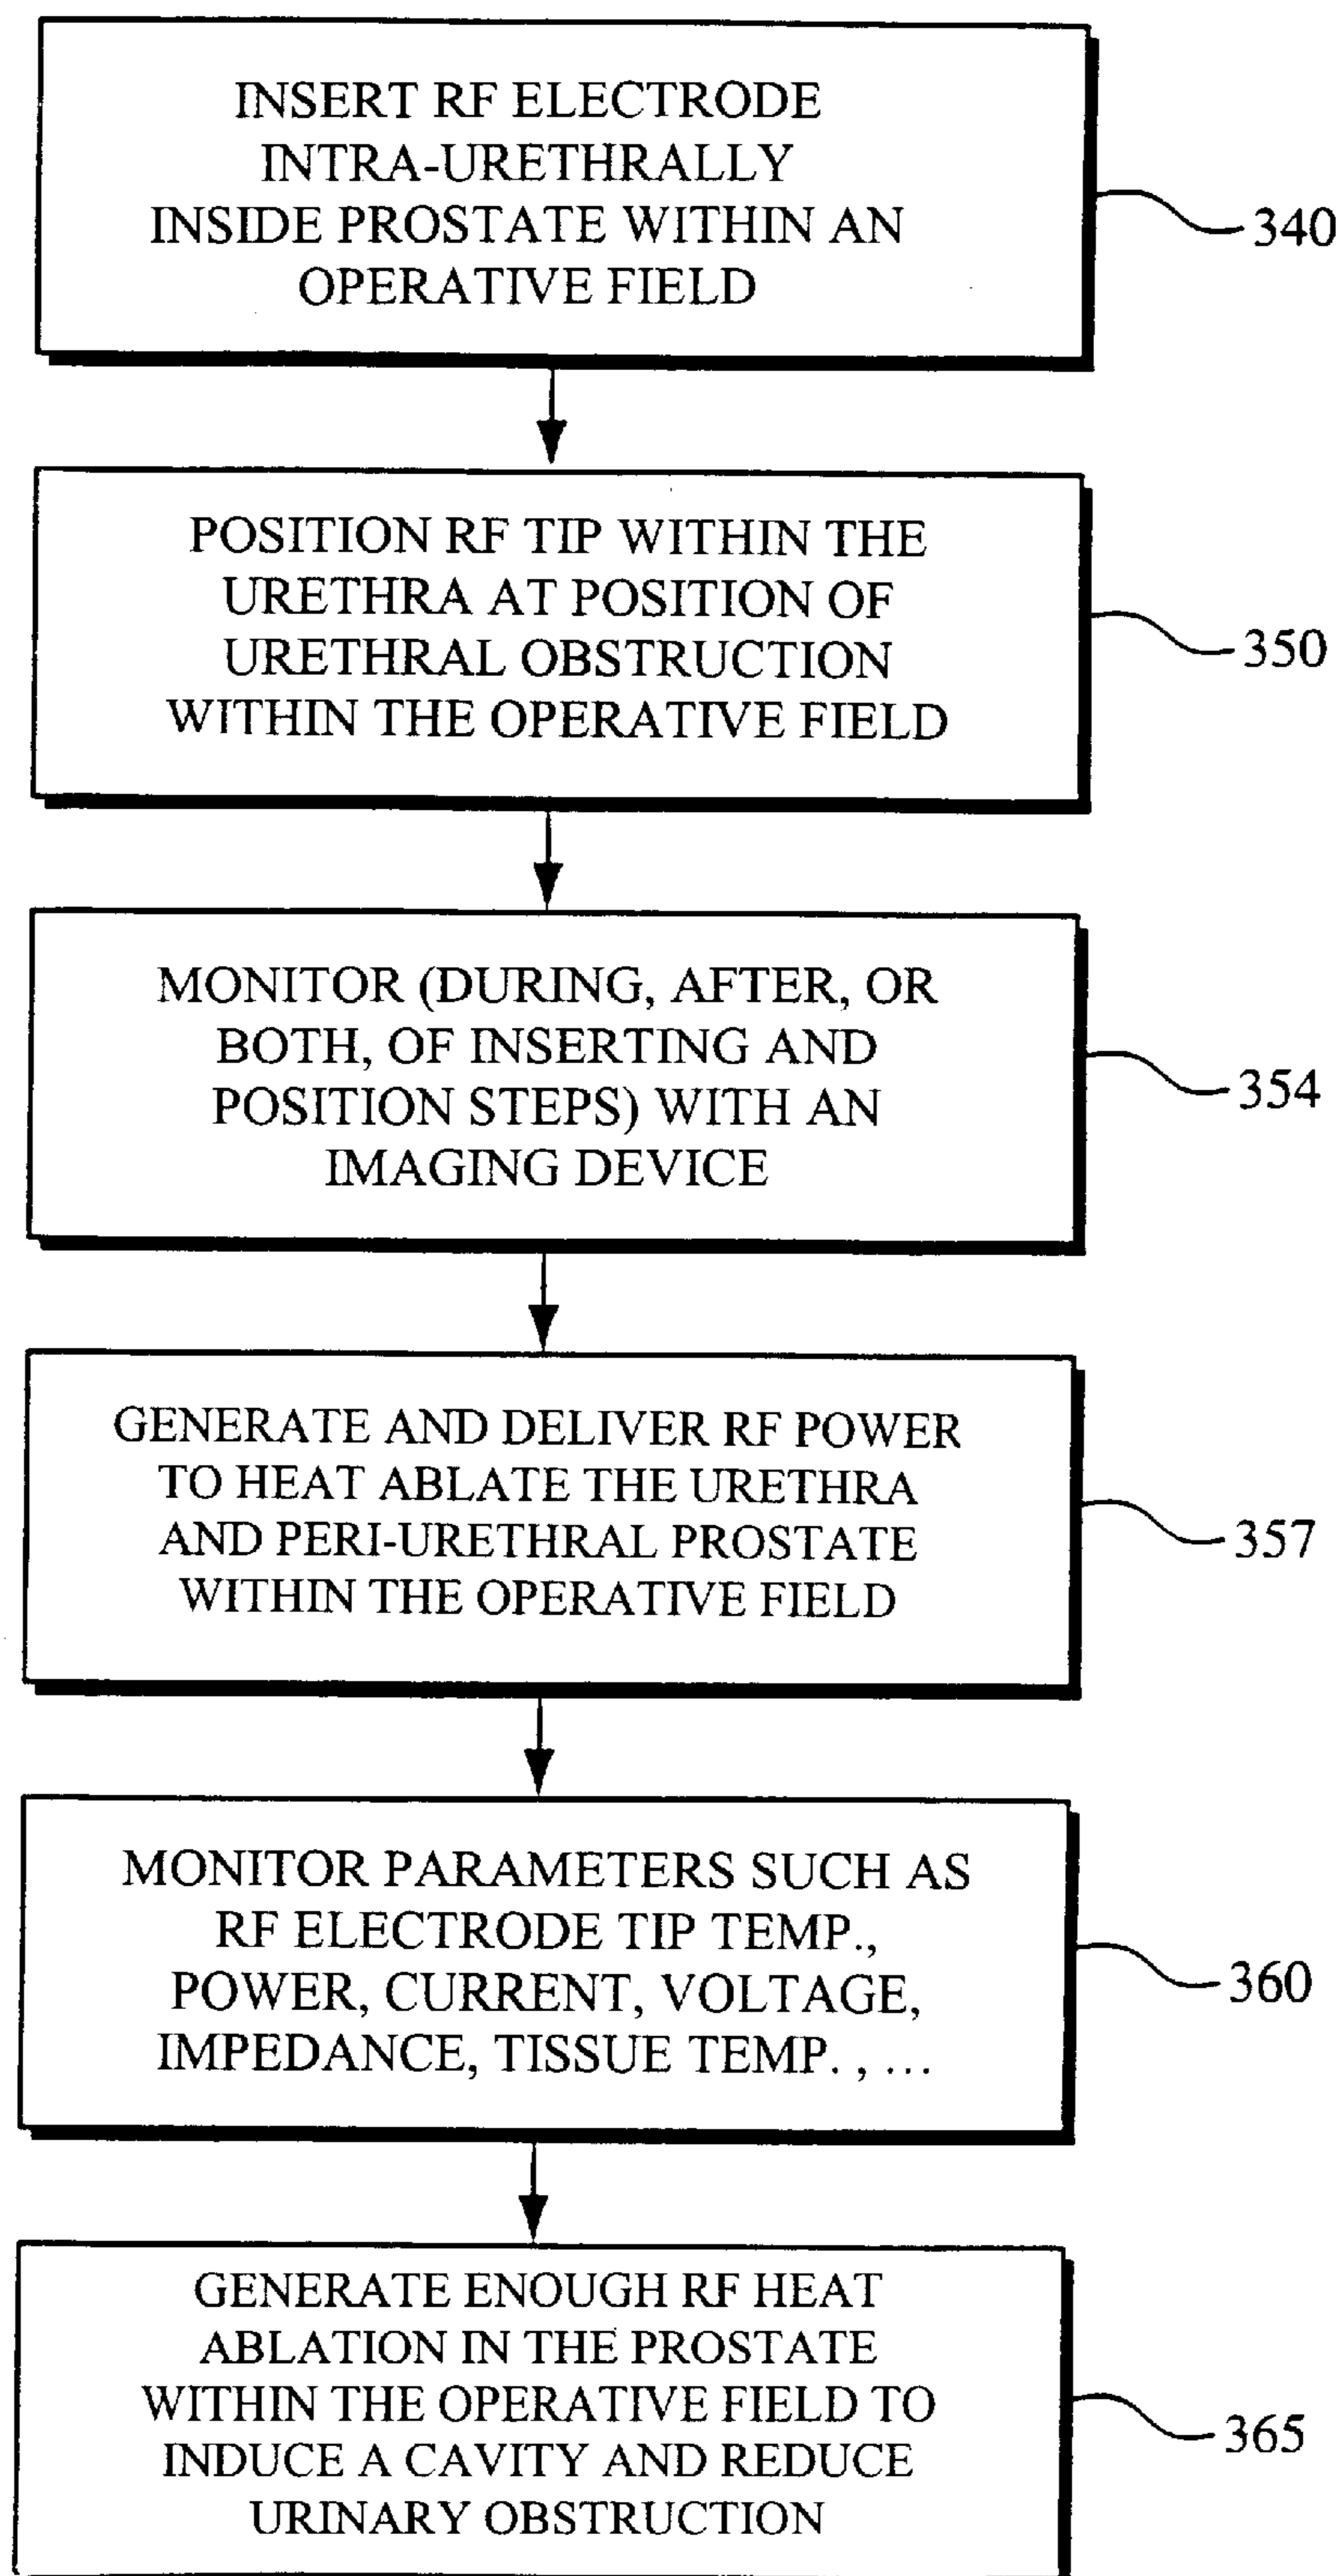 INSERT RF ELECTRODE
INTRA-URETHRALLY
INSIDE PROSTATE WITHIN AN
OPERATIVE FIELD
340
POSITION RF TIP WITHIN THE
URETHRA AT POSITION OF
URETHRAL OBSTRUCTION
WITHIN THE OPERATIVE FIELD
350
MONITOR (DURING, AFTER, OR
BOTH, OF INSERTING AND
POSITION STEPS) WITH AN
IMAGING DEVICE
354
GENERATE AND DELIVER RF POWER
TO HEAT ABLATE THE URETHRA
AND PERI-URETHRAL PROSTATE
WITHIN THE OPERATIVE FIELD
357
MONITOR PARAMETERS SUCH AS
RF ELECTRODE TIP TEMP.,
POWER, CURRENT, VOLTAGE,
IMPEDANCE, TISSUE TEMP. , ...
360
GENERATE ENOUGH RF HEAT
ABLATION IN THE PROSTATE
WITHIN THE OPERATIVE FIELD TO
INDUCE A CAVITY AND REDUCE
URINARY OBSTRUCTION
365